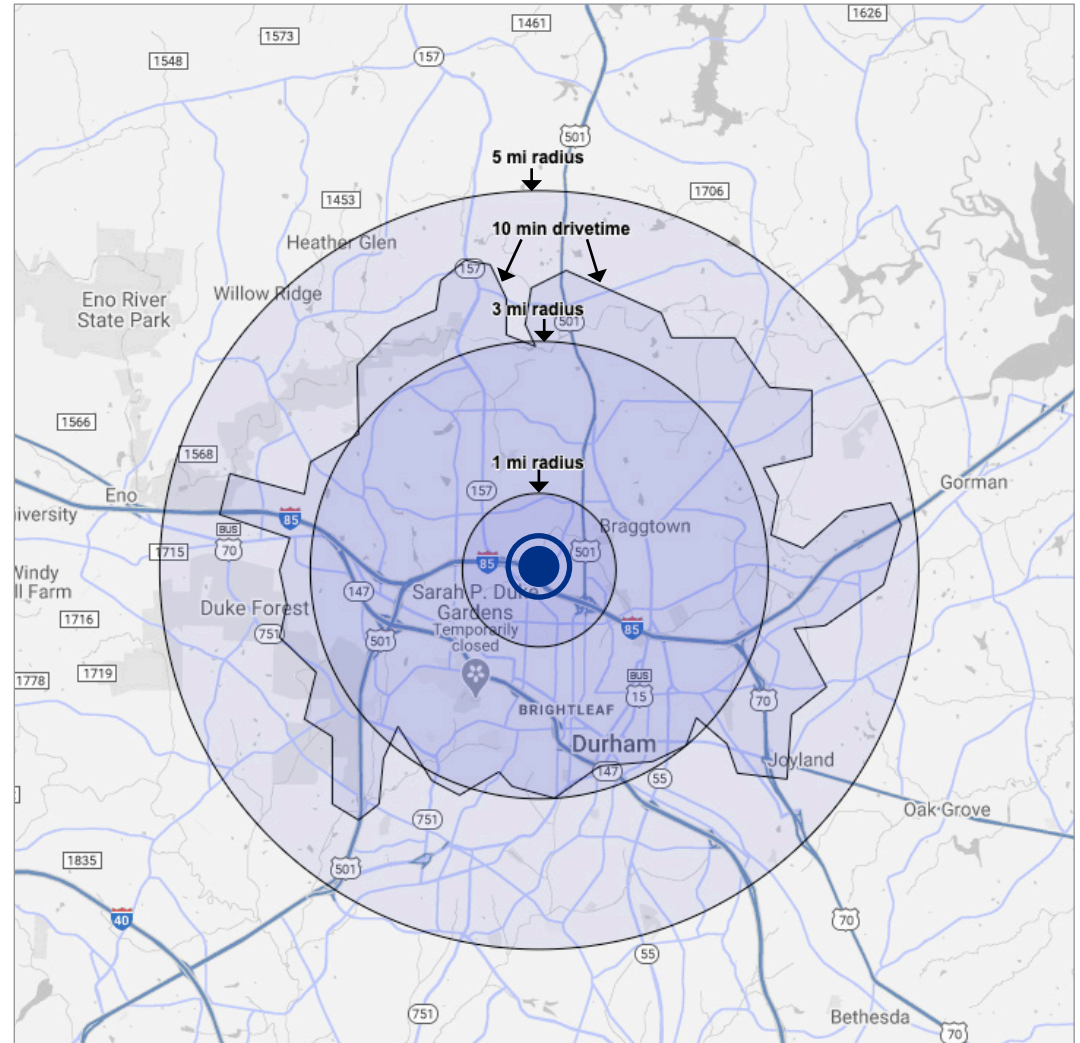 1626
1461
1573
157
1548
501
5 mi radius
1706
1453
10 min drivetime
Heather Glen
157
Willow Ridge
Eno River
State Park
3 mi radius
501
1566
1568
1 mi radius
Gorman
157
Eno
iversity
85
Braggtown
BUS
70
1715
501
85
Windy
ll Farm
147
Sarah P. Duke
Gardens
Temporarily
closed
Duke Forest
1716
85
751
501
1719
1778
BUS
15
70
BRIGHTLEAF
Durham
Joyland
147
55
Oak Grove
751
1835
501
40
70
55
751
Bethesda
70